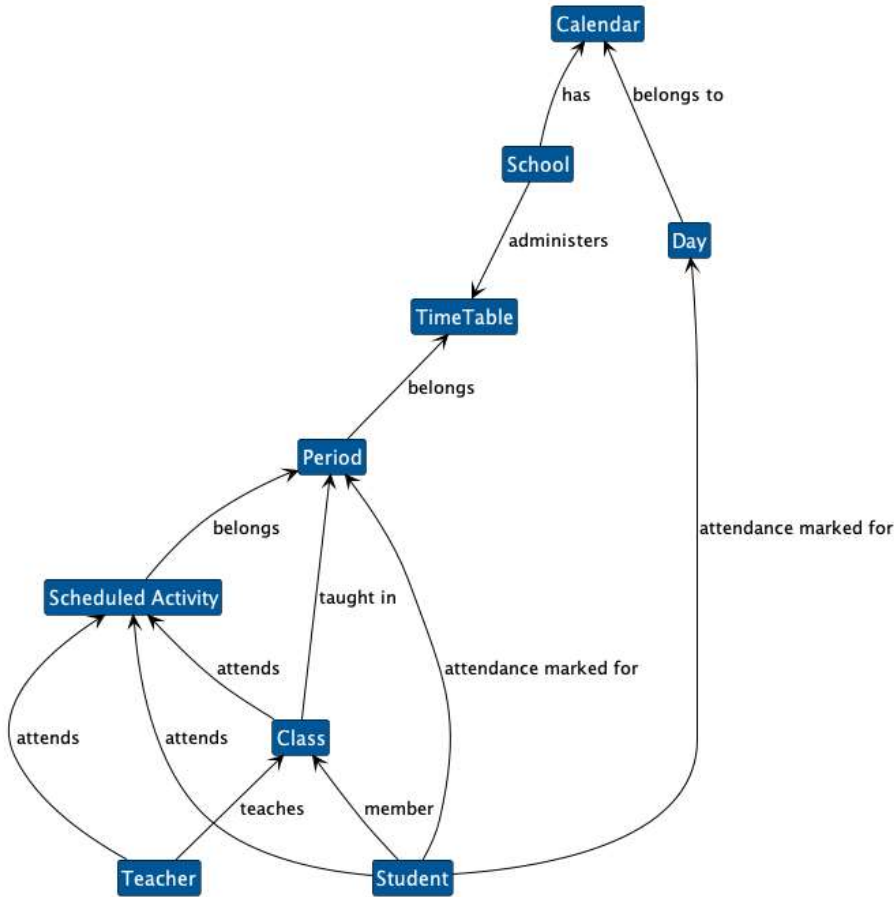 Calendar
has
belongs to
School
Day
administers
TimeTable
belongs
Period
belongs
attendance marked for
Scheduled Activity
taught in
attends
attendance marked for
Class
attends
attends
teaches
member
Teacher
Student